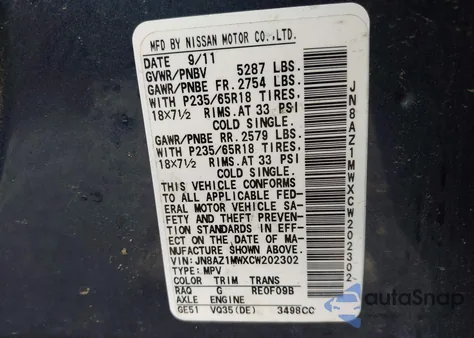 MFD BY NISSAN MOTOR CO.,LTD.
DATE 9/11
GVWR/PNBV 5287 LBS.
GAWR/PNBE FR. 2754 LBS.
WITH P235/65R18 TIRES,
18X7½ RIMS.AT 33 PSI
COLD SINGLE.
GAWR/PNBE RR. 2579 LBS.
WITH P235/65R18 TIRES,
18X7½ RIMS.AT 33 PSI
COLD SINGLE.
THIS VEHICLE CONFORMS
TO ALL APPLICABLE FED-
ERAL MOTOR VEHICLE SA-
FETY AND THEFT PREVEN-
TION STANDARDS IN EFFECT
ON THE DATE OF MA-
NUFACTURE SHOWN ABOVE.
VIN:JN8AZ1MWXCW202302
TYPE:MPV
COLOR TRIM TRANS
RAQ G RE0F09B
AXLE ENGINE
GE51 VQ35(DE) 3498CC
JN8AZ1MWXCW202302
autoSnap